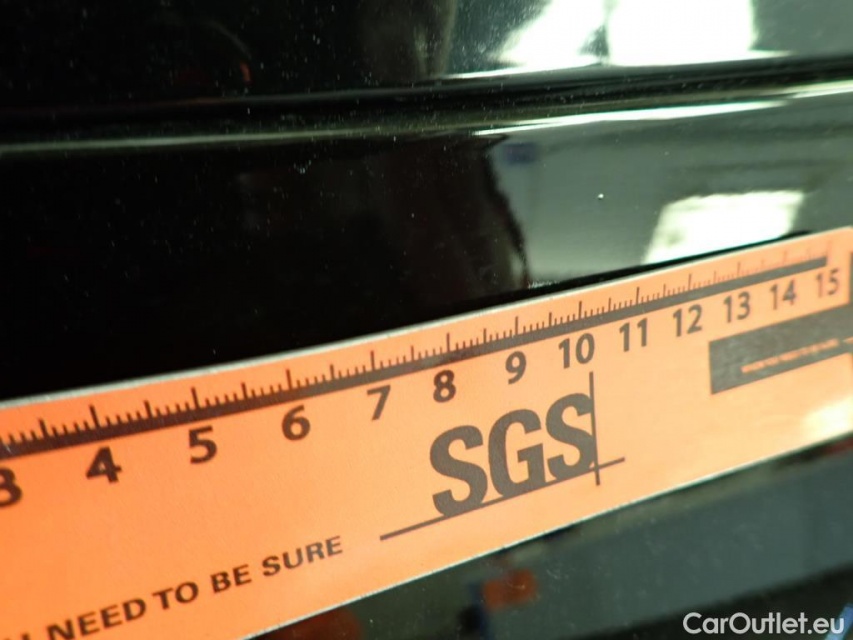 3 4 5 6 7 8 9 10 11 12 13 14 15
SGS
NEED TO BE SURE
CarOutlet.eu